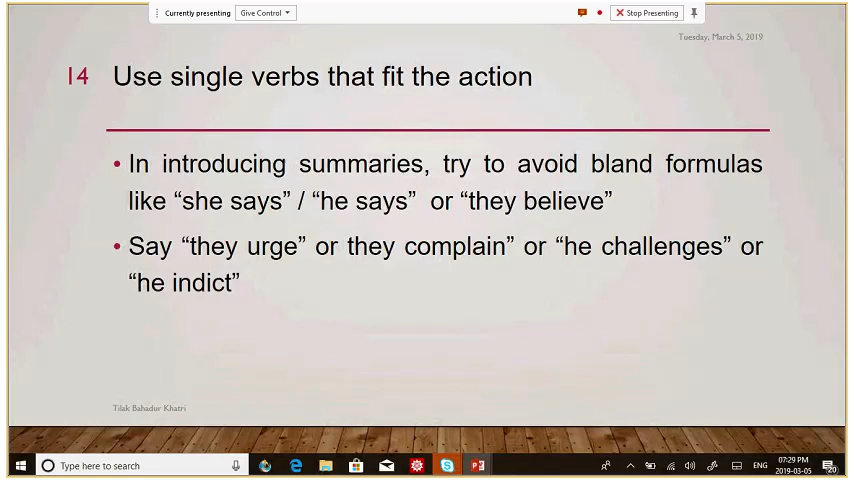 Currently presenting Give Control Stop Presenting
Tuesday, March 5, 2019
14 Use single verbs that fit the action
• In introducing summaries, try to avoid bland formulas
like “she says” / “he says” or “they believe”
• Say “they urge” or they complain” or “he challenges” or
“he indict”
Tilak Bahadur Khatri
Type here to search
ENG
07:29 PM
2019-03-05
20